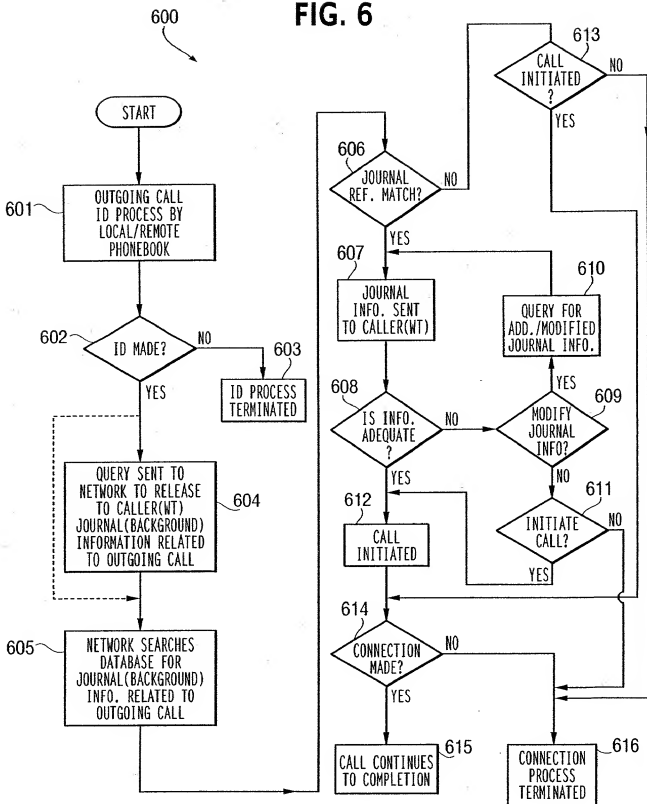 FIG. 6
600
START
601
OUTGOING CALL
ID PROCESS BY
LOCAL/REMOTE
PHONEBOOK
602
ID MADE?
NO
YES
603
ID PROCESS
TERMINATED
QUERY SENT TO
NETWORK TO RELEASE
TO CALLER(WT)
JOURNAL(BACKGROUND)
INFORMATION RELATED
TO OUTGOING CALL
604
605
NETWORK SEARCHES
DATABASE FOR
JOURNAL(BACKGROUND)
INFO. RELATED TO
OUTGOING CALL
606
JOURNAL
REF. MATCH?
NO
YES
613
CALL
INITIATED
?
NO
YES
607
JOURNAL
INFO. SENT
TO CALLER(WT)
610
QUERY FOR
ADD./MODIFIED
JOURNAL INFO.
YES
608
IS INFO.
ADEQUATE
?
NO
YES
609
MODIFY
JOURNAL
INFO?
NO
612
CALL
INITIATED
611
INITIATE
CALL?
NO
YES
614
CONNECTION
MADE?
NO
YES
615
CALL CONTINUES
TO COMPLETION
616
CONNECTION
PROCESS
TERMINATED